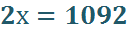 2x = 1092